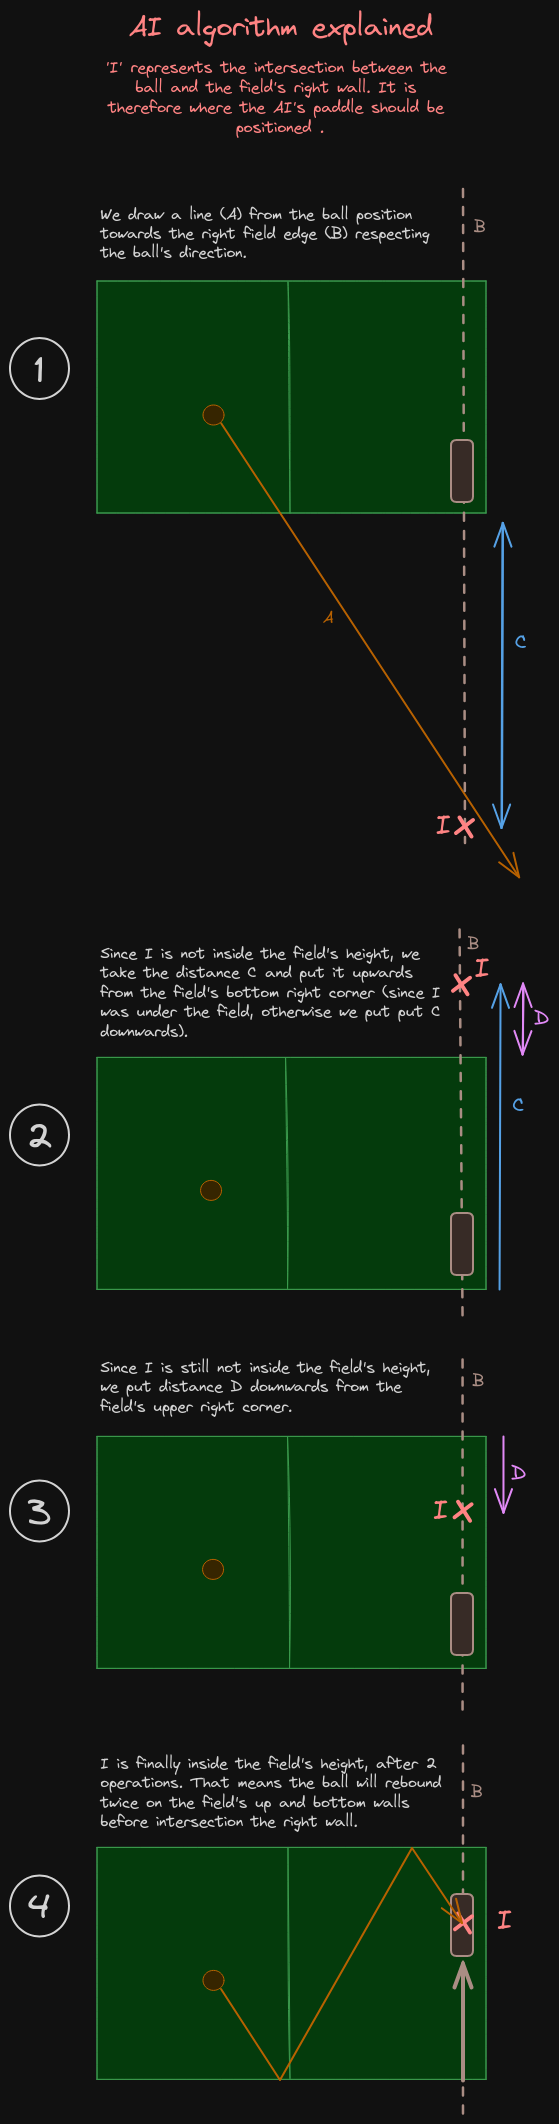 AI algorithm explained
'I' represents the intersection between the
ball and the field's right wall. It is
therefore where the AI's paddle should be
positioned .
We draw a line (A) from the ball position
towards the right field edge (B) respecting
the ball's direction.
B
1
A
C
I
Since I is not inside the field's height, we
take the distance C and put it upwards
from the field's bottom right corner (since I
was under the field, otherwise we put put C
downwards).
B
I
D
C
2
Since I is still not inside the field's height,
we put distance D downwards from the
field's upper right corner.
B
D
I
3
I is finally inside the field's height, after 2
operations. That means the ball will rebound
twice on the field's up and bottom walls
before intersection the right wall.
B
4
I